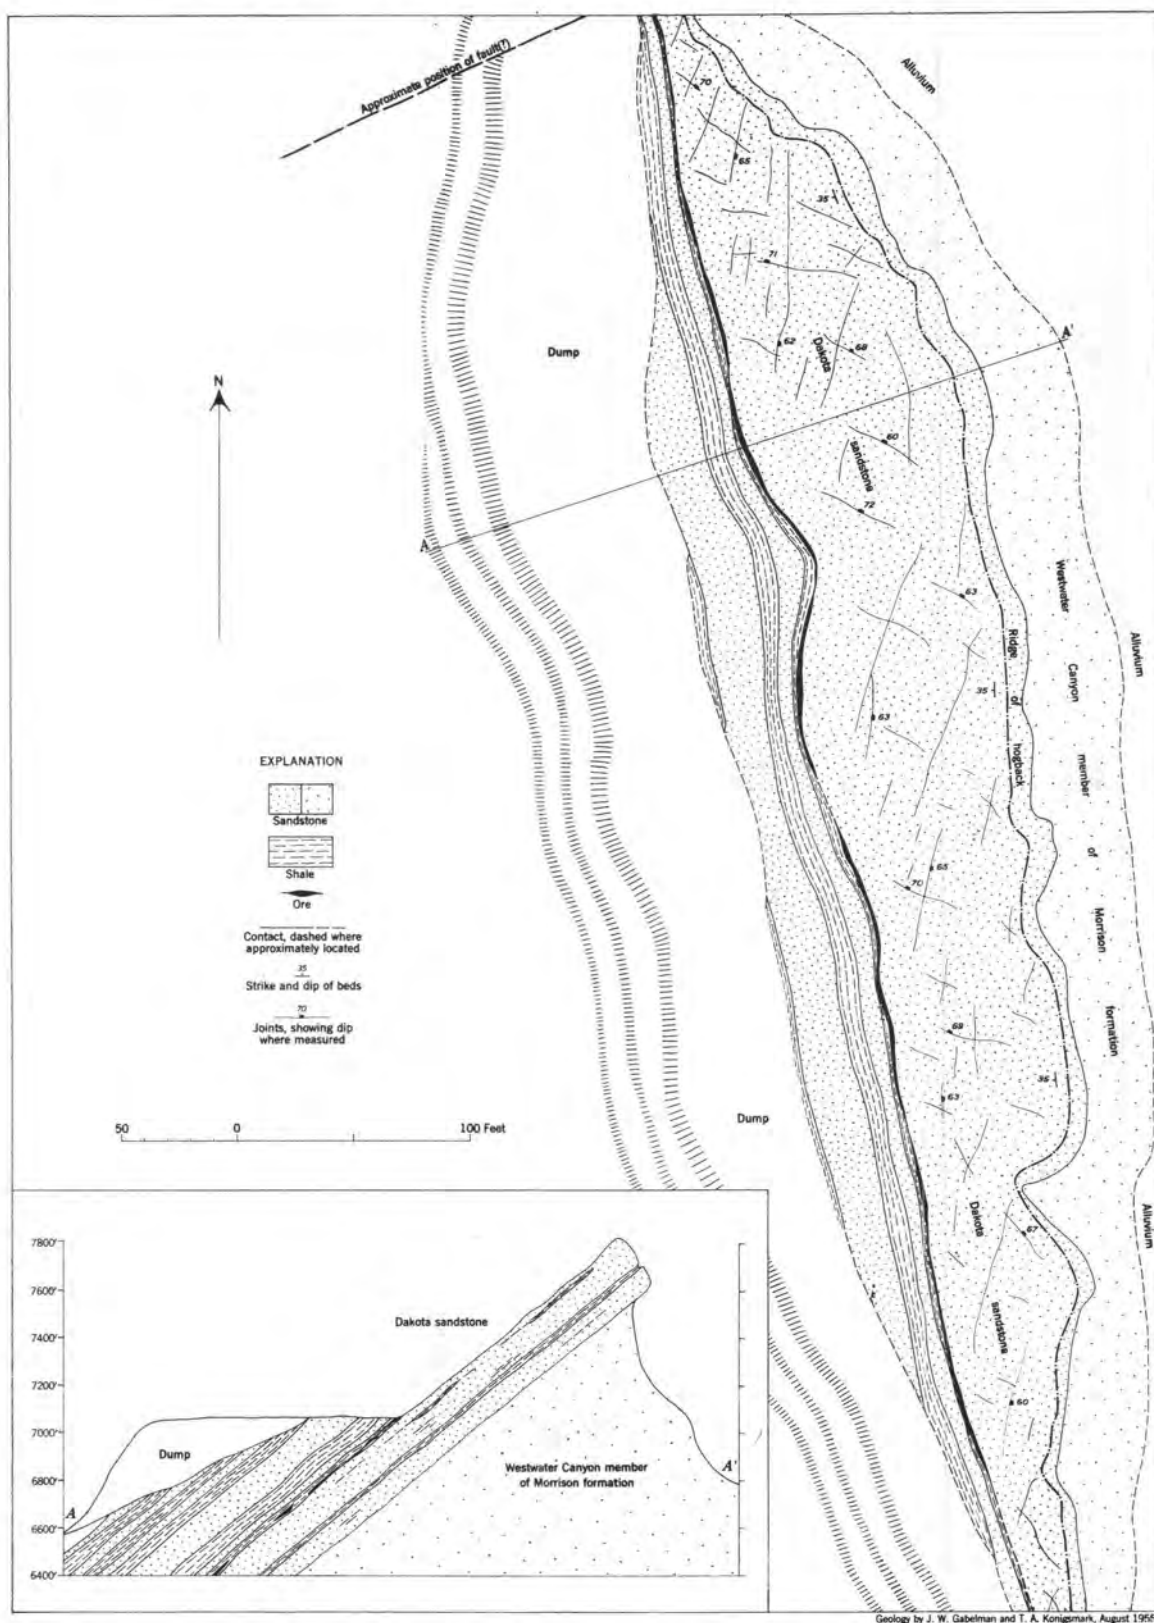 Approximate position of fault(?)
Alluvium
70
65
35
71
N
Dump
62
68
Dakota
A'
60
sandstone
72
A
63
Westwater
Canyon
member
of
Morrison
formation
Alluvium
Ridge
of
hogback
35
63
EXPLANATION
Sandstone
Shale
Ore
Contact, dashed where
approximately located
35
Strike and dip of beds
70
Joints, showing dip
where measured
65
70
69
35
63
50 0 100 Feet
Dump
Dakota
sandstone
67
Alluvium
60
7800'
7600'
7400'
7200'
7000'
6800'
6600'
6400'
Dakota sandstone
Dump
A
Westwater Canyon member
of Morrison formation
A'
Geology by J. W. Gabelman and T. A. Konigsmark, August 1955